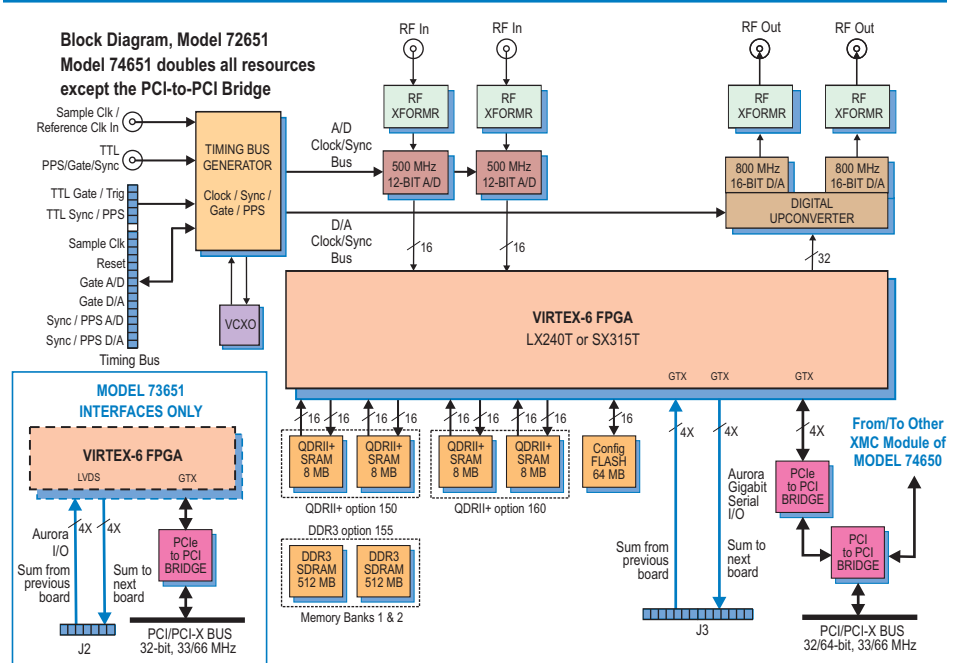 Block Diagram, Model 72651
Model 74651 doubles all resources
except the PCI-to-PCI Bridge
RF In
RF In
RF Out
RF Out
Sample Clk /
Reference Clk In
TTL
PPS/Gate/Sync
TTL Gate / Trig
TTL Sync / PPS
Sample Clk
Reset
Gate A/D
Gate D/A
Sync / PPS A/D
Sync / PPS D/A
Timing Bus
TIMING BUS
GENERATOR
Clock / Sync /
Gate / PPS
VCXO
A/D
Clock/Sync
Bus
D/A
Clock/Sync
Bus
RF
XFORMR
RF
XFORMR
RF
XFORMR
RF
XFORMR
500 MHz
12-BIT A/D
500 MHz
12-BIT A/D
800 MHz
16-BIT D/A
800 MHz
16-BIT D/A
DIGITAL
UPCONVERTER
16
16
32
VIRTEX-6 FPGA
LX240T or SX315T
GTX
GTX
GTX
16
16
16
16
16
16
16
16
16
4X
4X
4X
QDRII+
SRAM
8 MB
QDRII+
SRAM
8 MB
QDRII+
SRAM
8 MB
QDRII+
SRAM
8 MB
Config
FLASH
64 MB
QDRII+ option 150
QDRII+ option 160
DDR3 option 155
DDR3
SDRAM
512 MB
DDR3
SDRAM
512 MB
Memory Banks 1 & 2
Sum from
previous
board
Sum to
next
board
J3
Aurora
Gigabit
Serial
I/O
PCIe
to PCI
BRIDGE
PCI
to PCI
BRIDGE
From/To Other
XMC Module of
MODEL 74650
PCI/PCI-X BUS
32/64-bit, 33/66 MHz
MODEL 73651
INTERFACES ONLY
VIRTEX-6 FPGA
LVDS
GTX
Aurora
I/O
4X
4X
4X
Sum from
previous
board
Sum to
next
board
PCIe
to PCI
BRIDGE
J2
PCI/PCI-X BUS
32-bit, 33/66 MHz